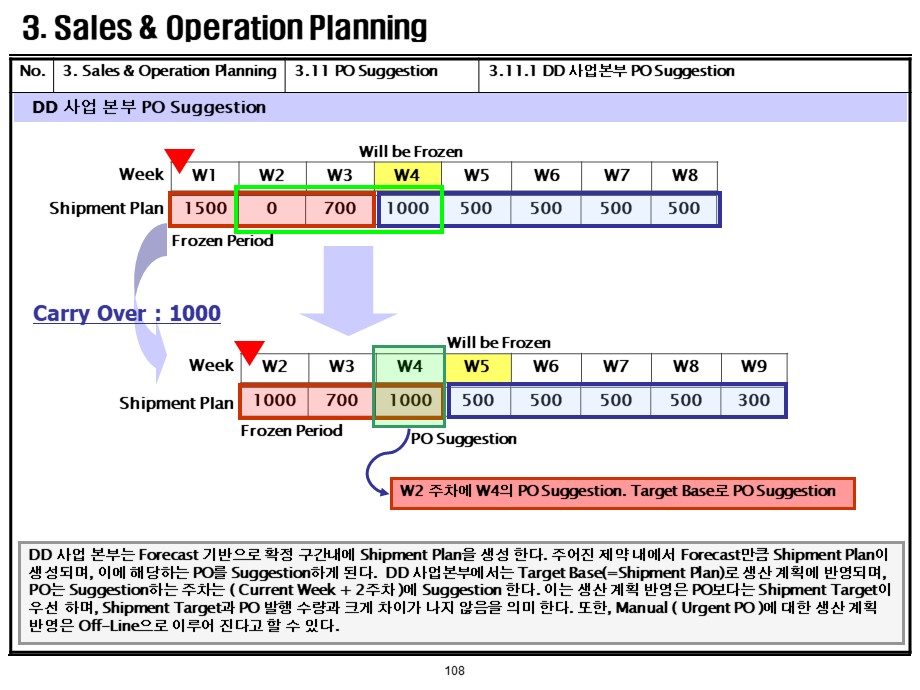 3. Sales & Operation Planning
No. 3. Sales & Operation Planning 3.11 PO Suggestion 3.11.1 DD 사업본부 PO Suggestion
DD 사업 본부 PO Suggestion
Will be Frozen
Week W1 W2 W3 W4 W5 W6 W7 W8
Shipment Plan 1500 0 700 1000 500 500 500 500
Frozen Period
Carry Over : 1000
Will be Frozen
Week W2 W3 W4 W5 W6 W7 W8 W9
Shipment Plan 1000 700 1000 500 500 500 500 300
Frozen Period
PO Suggestion
W2 주차에 W4의 PO Suggestion. Target Base로 PO Suggestion
DD 사업 본부는 Forecast 기반으로 확정 구간내에 Shipment Plan을 생성 한다. 주어진 제약 내에서 Forecast만큼 Shipment Plan이
생성되며, 이에 해당하는 PO를 Suggestion하게 된다. DD 사업본부에서는 Target Base(=Shipment Plan)로 생산 계획에 반영되며,
PO는 Suggestion하는 주차는 ( Current Week + 2주차 )에 Suggestion 한다. 이는 생산 계획 반영은 PO보다는 Shipment Target이
우선 하며, Shipment Target과 PO 발행 수량과 크게 차이가 나지 않음을 의미 한다. 또한, Manual ( Urgent PO )에 대한 생산 계획
반영은 Off-Line으로 이루어 진다고 할 수 있다.
108